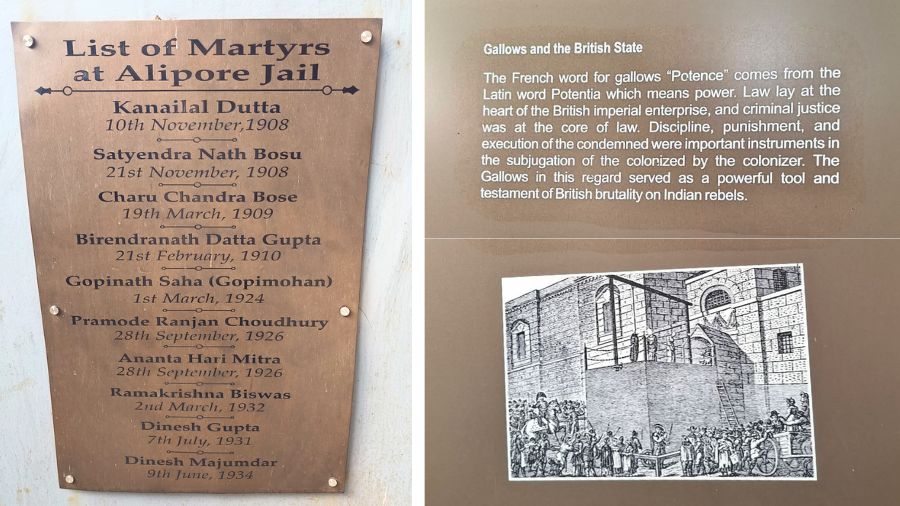 List of Martyrs
at Alipore Jail
Kanailal Dutta
10th November,1908
Satyendra Nath Bosu
21st November, 1908
Charu Chandra Bose
19th March, 1909
Birendranath Datta Gupta
21st February, 1910
Gopinath Saha (Gopimohan)
1st March, 1924
Pramode Ranjan Choudhury
28th September, 1926
Ananta Hari Mitra
28th September, 1926
Ramakrishna Biswas
2nd March, 1932
Dinesh Gupta
7th July, 1931
Dinesh Majumdar
9th June, 1934
Gallows and the British State
The French word for gallows “Potence” comes from the
Latin word Potentia which means power. Law lay at the
heart of the British imperial enterprise, and criminal justice
was at the core of law. Discipline, punishment, and
execution of the condemned were important instruments in
the subjugation of the colonized by the colonizer. The
Gallows in this regard served as a powerful tool and
testament of British brutality on Indian rebels.